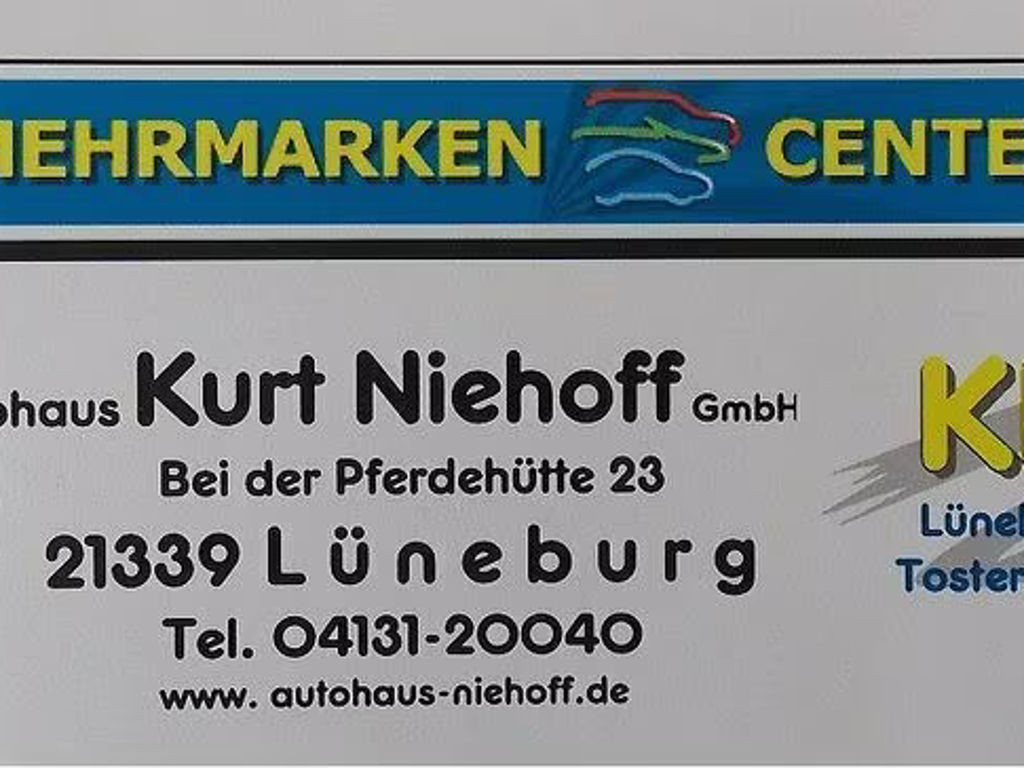 MEHRMARKEN CENTE
ohaus Kurt Niehoff GmbH
Bei der Pferdehütte 23
21339 Lüneburg
Tel. 04131-20040
www. autohaus-niehoff.de
Lüne
Toster